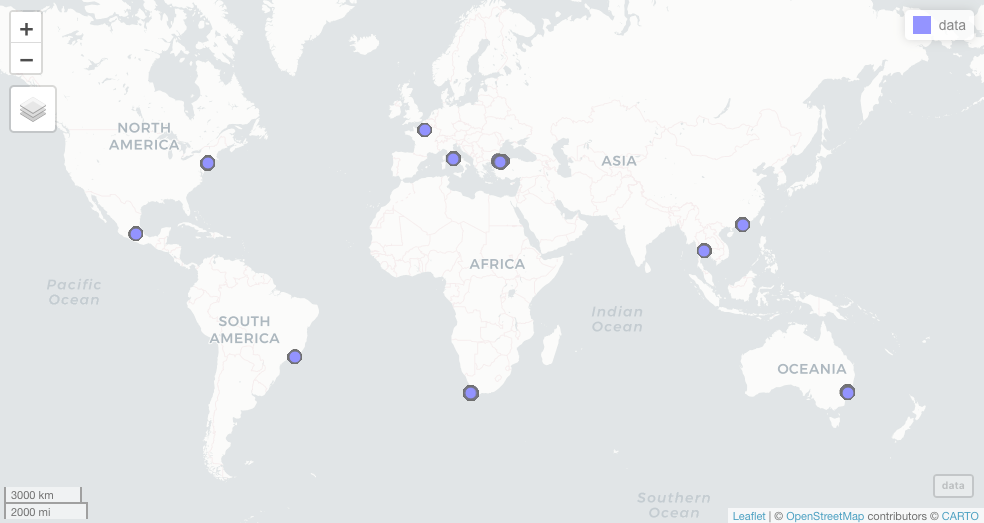 +
−
data
NORTH
AMERICA
ASIA
AFRICA
Pacific
Ocean
SOUTH
AMERICA
Indian
Ocean
OCEANIA
3000 km
2000 mi
data
Southern
Ocean
Leaflet | © OpenStreetMap contributors © CARTO